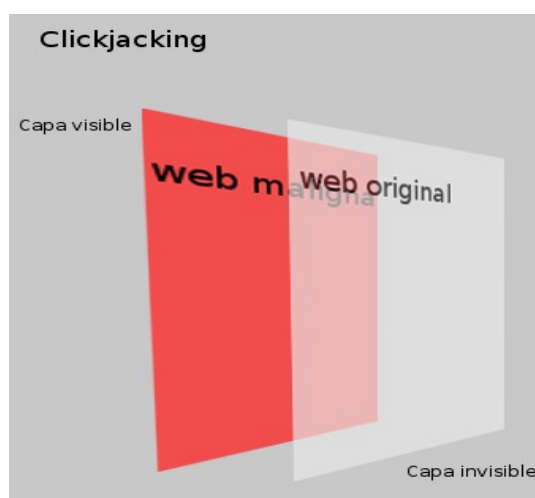 Clickjacking
Capa visible
web maligna
web original
Capa invisible